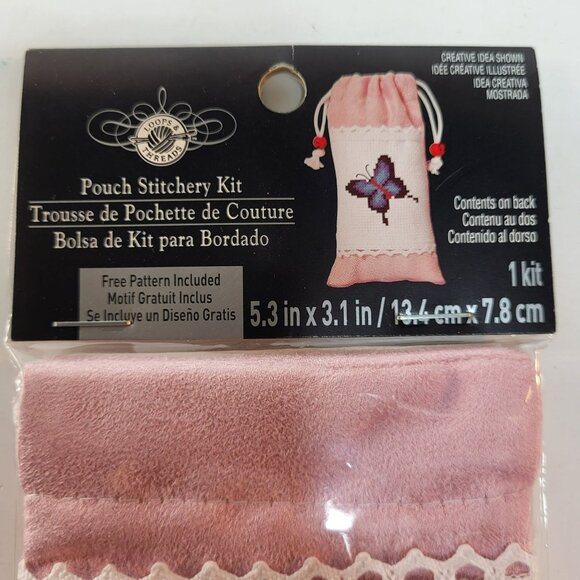 LOOPS &
THREADS
Pouch Stitchery Kit
Trousse de Pochette de Couture
Bolsa de Kit para Bordado
Free Pattern Included
Motif Gratuit Inclus
Se Incluye un Diseño Gratis
CREATIVE IDEA SHOWN
IDÉE CRÉATIVE ILLUSTRÉE
IDEA CREATIVA
MOSTRADA
Contents on back
Contenu au dos
Contenido al dorso
1 kit
5.3 in x 3.1 in / 13.4 cm x 7.8 cm